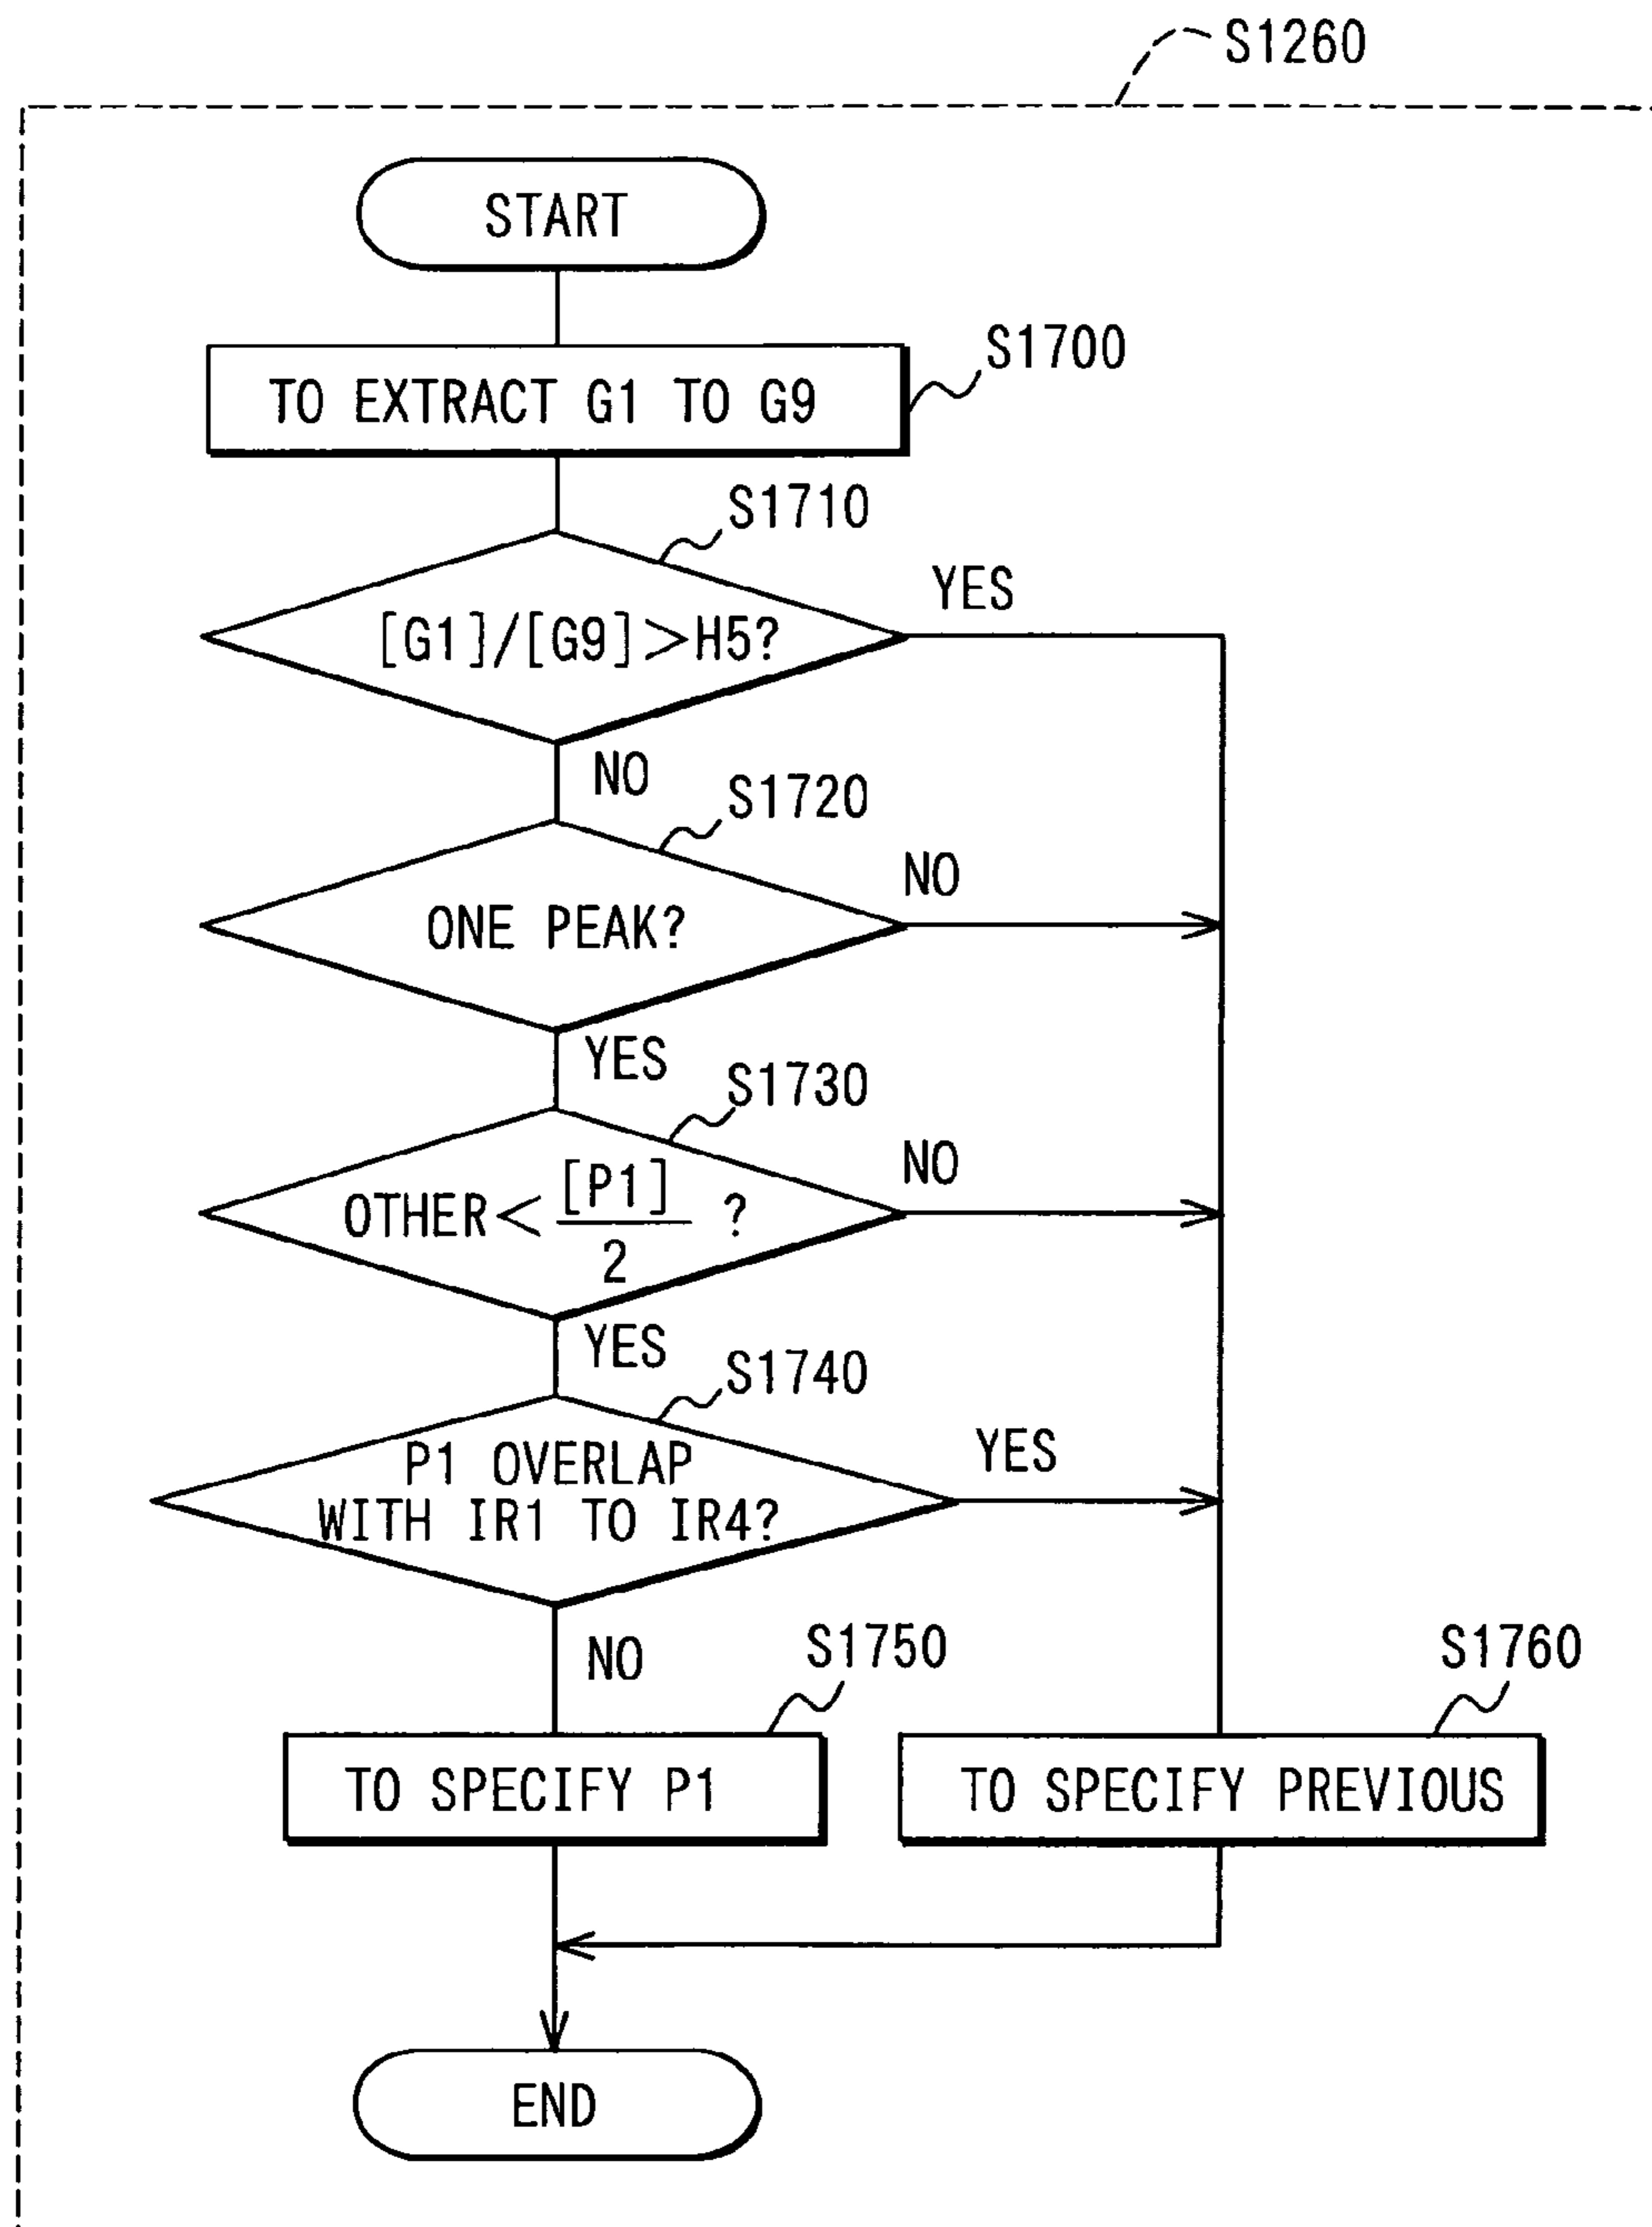 S1260
START
TO EXTRACT G1 TO G9
S1700
S1710
[G1]/[G9]>H5?
YES
NO
S1720
ONE PEAK?
NO
YES
S1730
OTHER< [P1]
2
?
NO
YES
S1740
P1 OVERLAP
WITH IR1 TO IR4?
YES
NO
S1750
S1760
TO SPECIFY P1
TO SPECIFY PREVIOUS
END